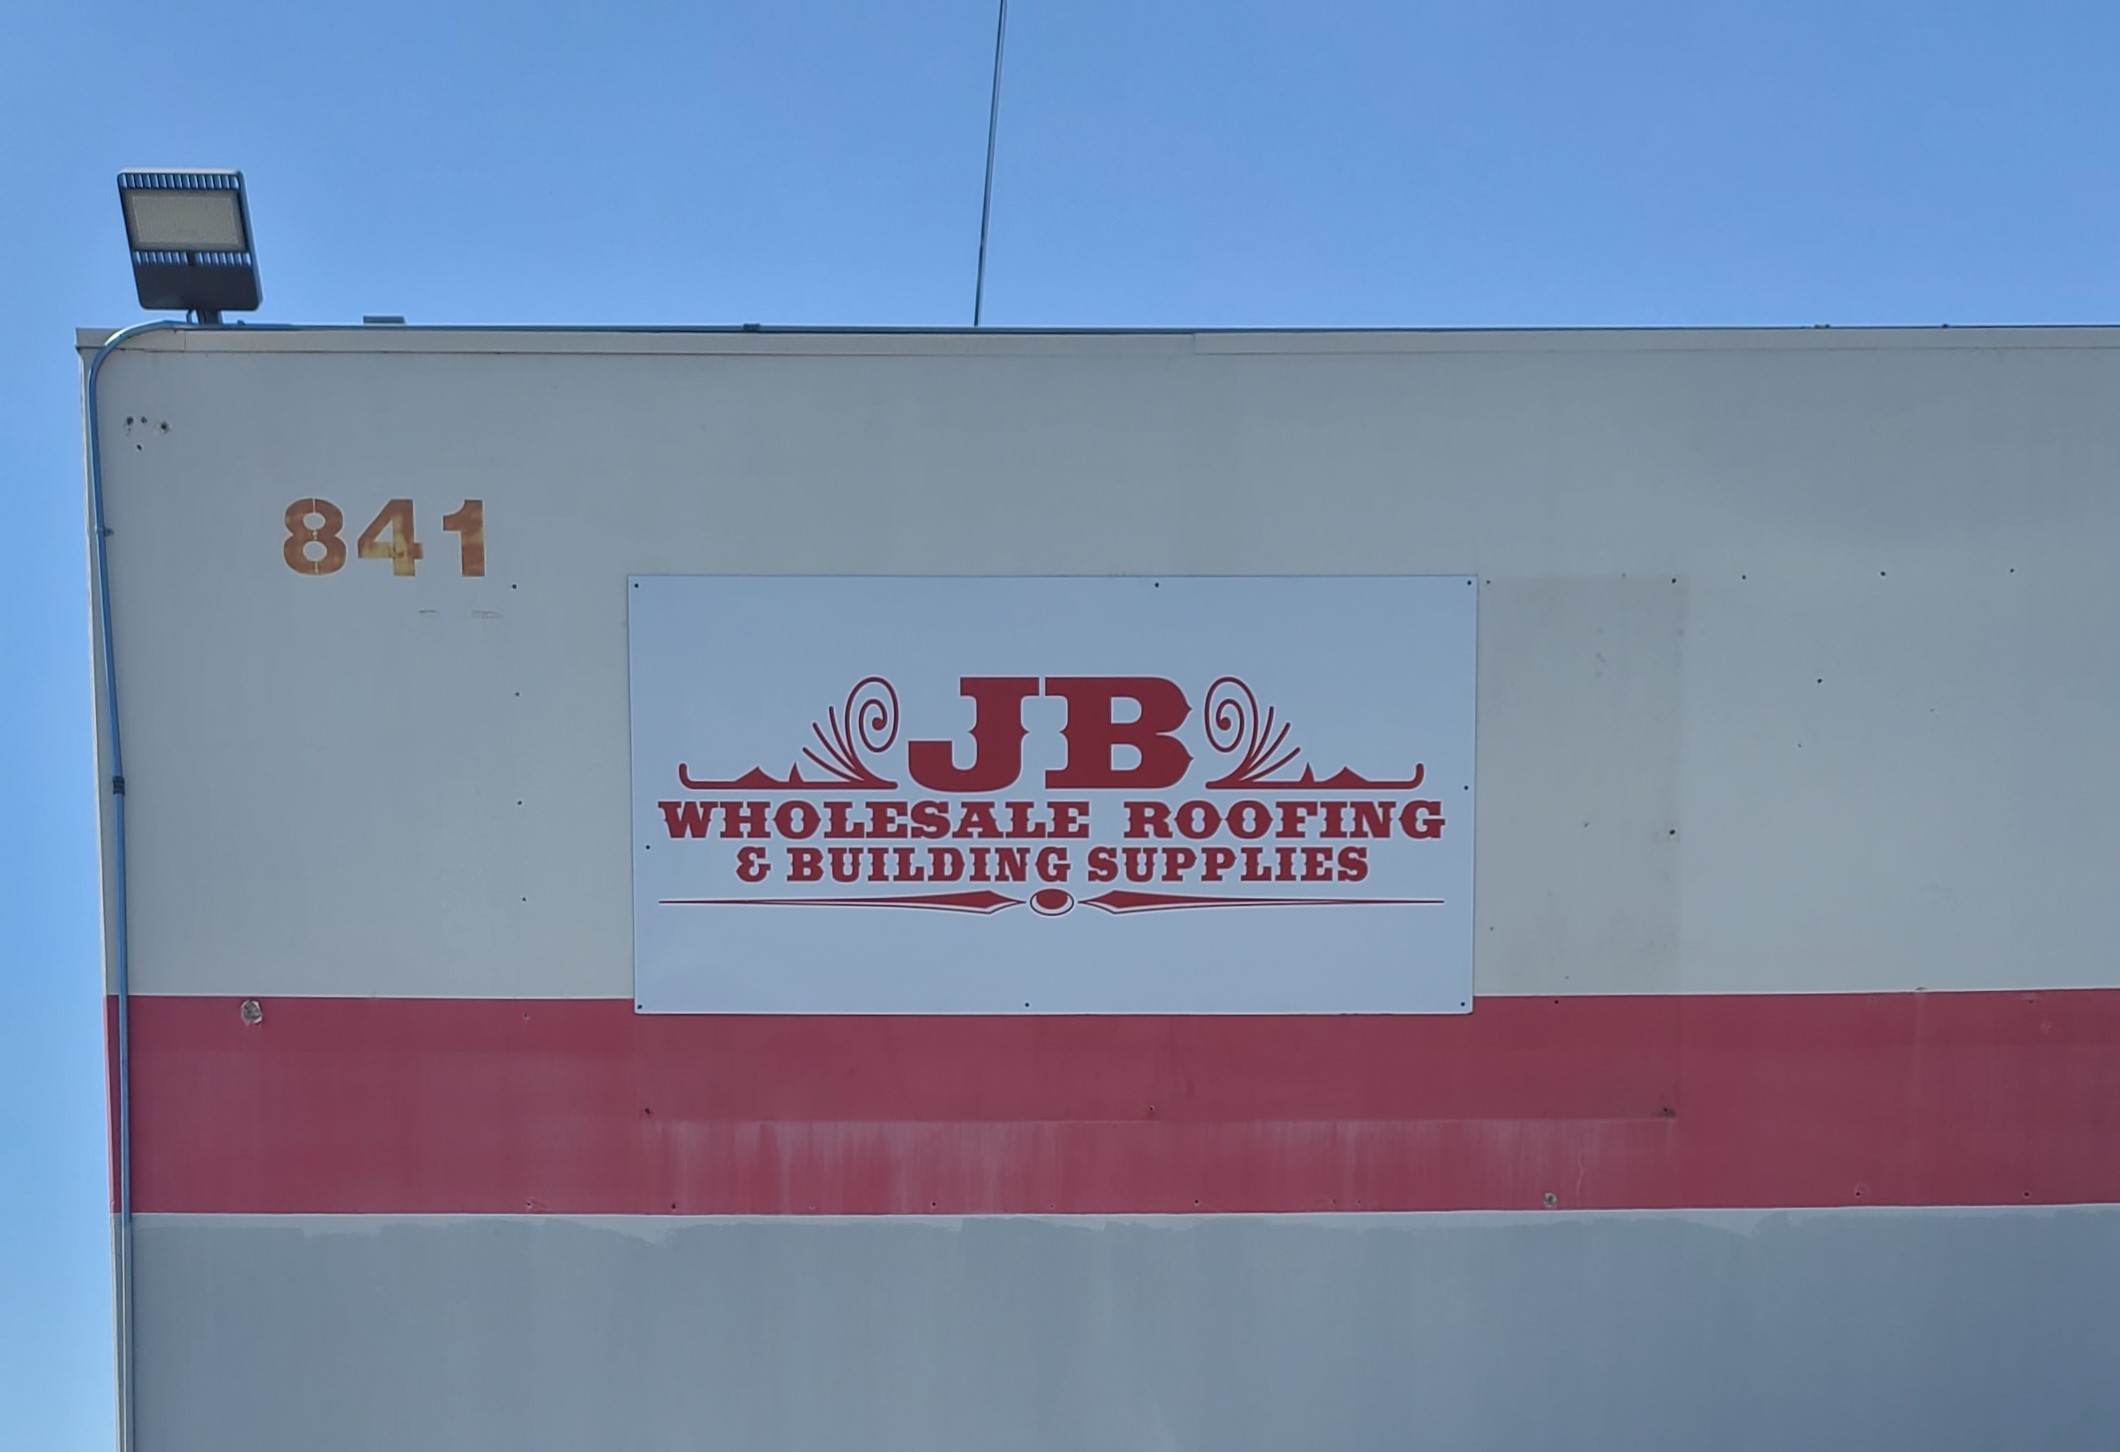 841
JB
WHOLESALE ROOFING
& BUILDING SUPPLIES